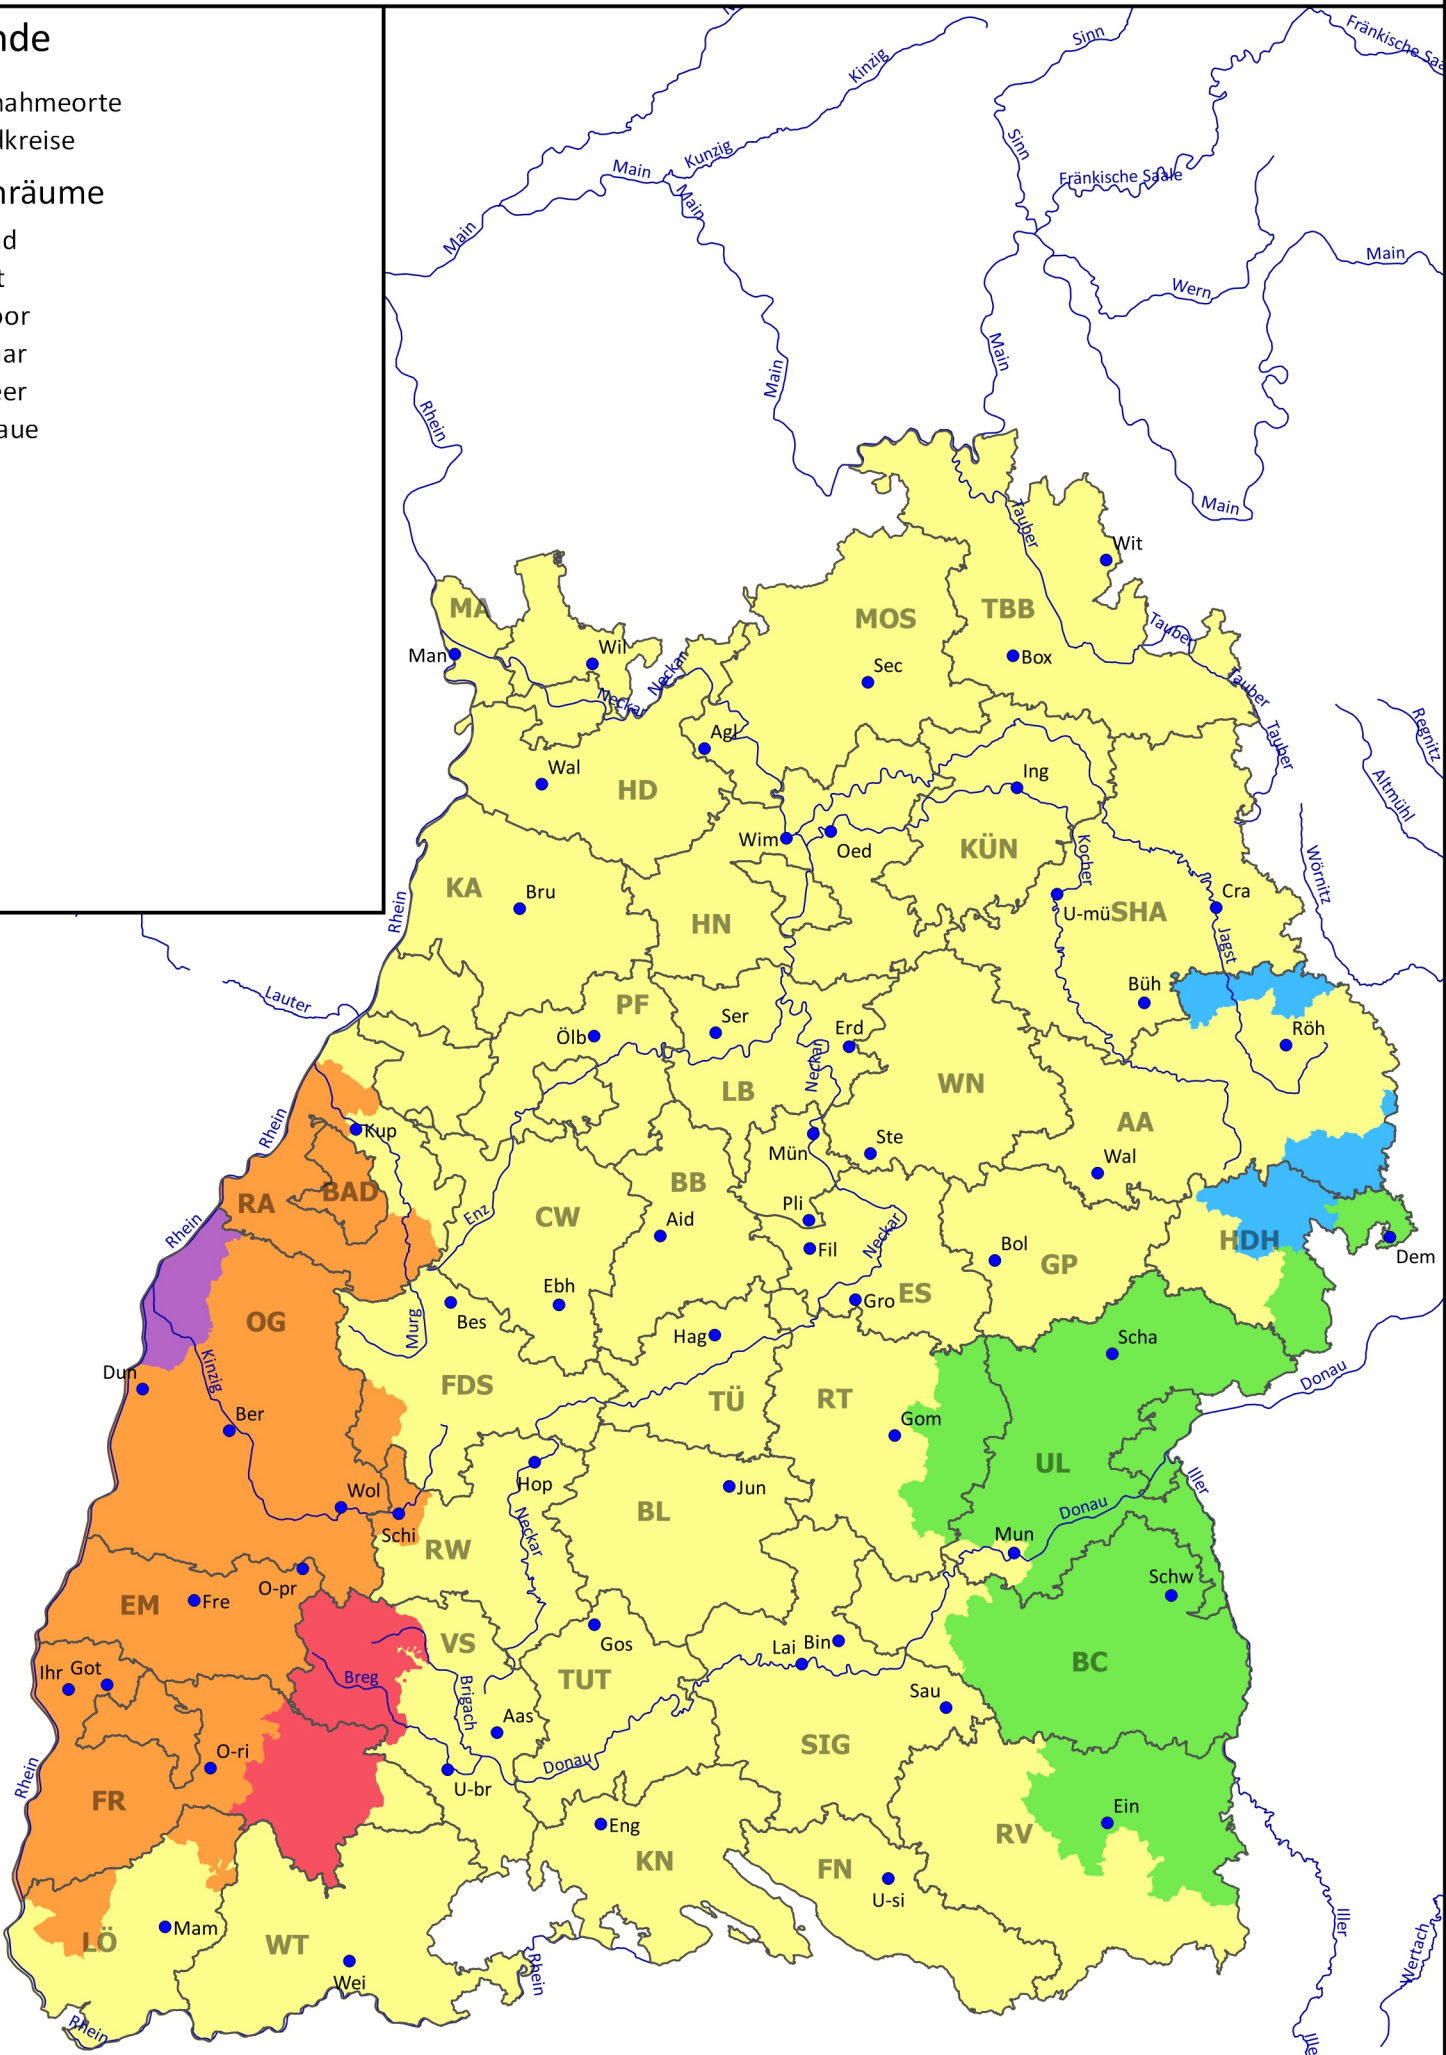 nde
nahmeorte
dkreise
nräume
d
t
oor
ar
eer
aue
Kinzig
Sinn
Fränkische Saa
Sinn
Kunzig
Main
Main
Fränkische Saale
Main
Main
Wern
Main
Main
Rhein
Main
Tauber
Wit
MA
MOS
TBB
Tauber
Man
Wil
Neckar
Sec
Box
Neckar
Tauber
Agl
Tauber
Regnitz
Wal
HD
Ing
Altmühl
Wim
Oed
KÜN
Kocher
Wörnitz
KA
Bru
Rhein
HN
U-mü
SHA
Cra
Jagst
Lauter
PF
Büh
Ölb
Ser
Erd
Röh
Neckar
LB
WN
AA
Rhein
Kup
Mün
Ste
Wal
RA
BAD
BB
Rhein
Enz
CW
Aid
Pli
Fil
Neckar
Bol
GP
HDH
Dem
Ebh
ES
Gro
OG
Murg
Bes
Hag
Scha
Dun
Kinzig
FDS
TÜ
RT
Donau
Ber
Gom
UL
Iller
Wol
Hop
Jun
Schi
BL
Donau
RW
Neckar
Mun
O-pr
Schw
EM
Fre
VS
Gos
Lai
Bin
BC
Ihr
Got
Breg
Brigach
TUT
Sau
Aas
SIG
O-ri
Donau
Rhein
U-br
FR
Eng
Ein
RV
KN
FN
U-si
LÖ
Mam
WT
Wei
Rhein
Iller
Wertach
Rhein
Ille